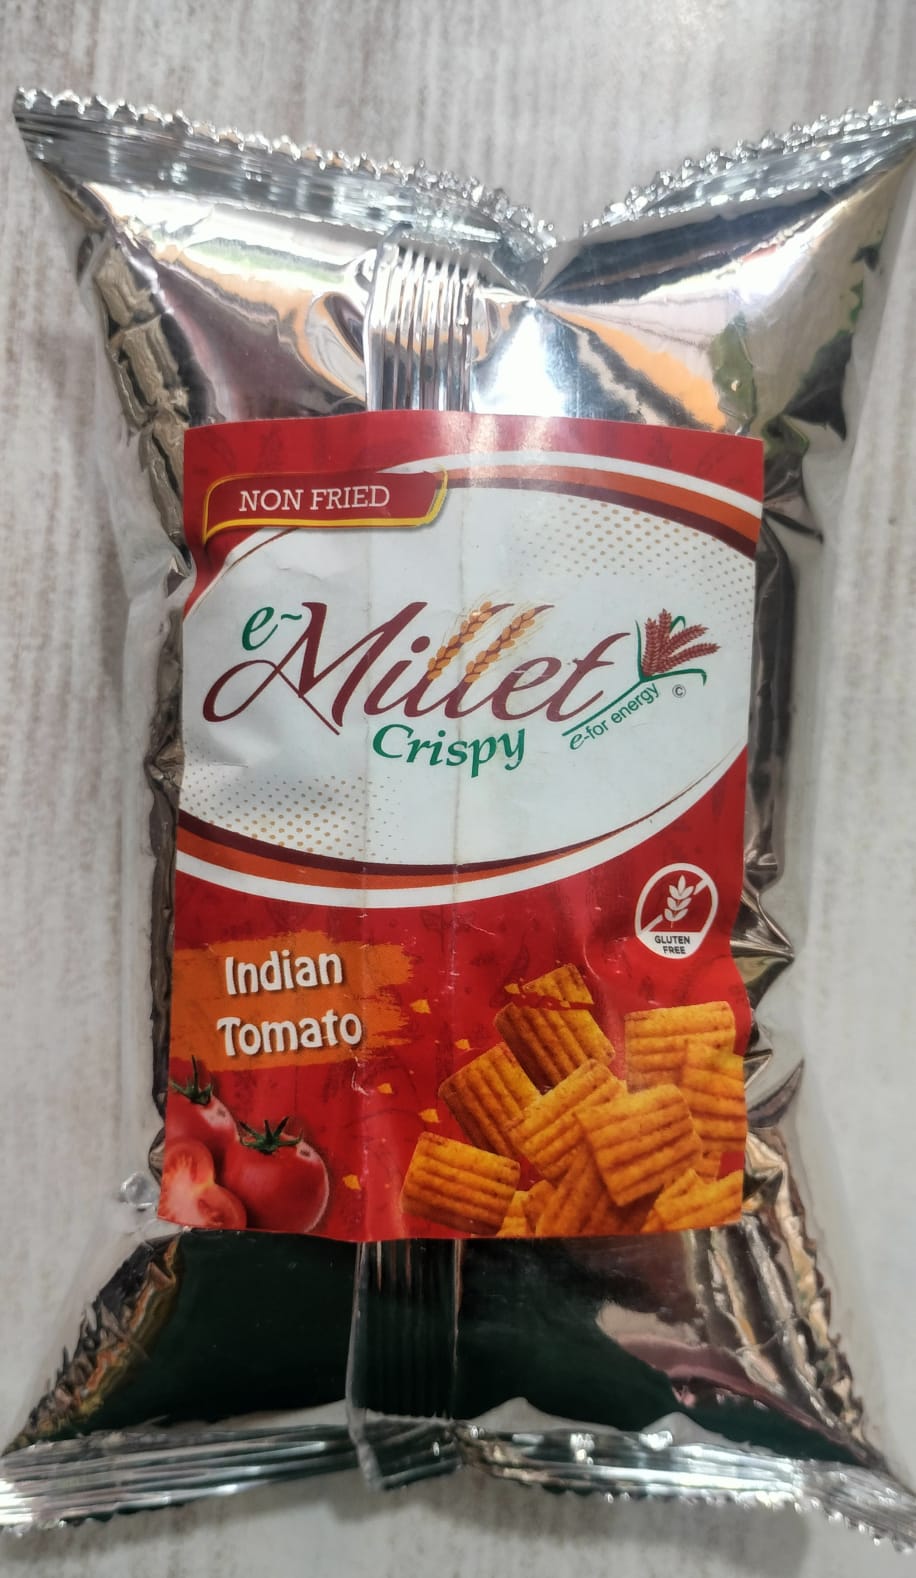 NON FRIED
e~Millet
Crispy
e-for energy ©
GLUTEN
FREE
Indian
Tomato